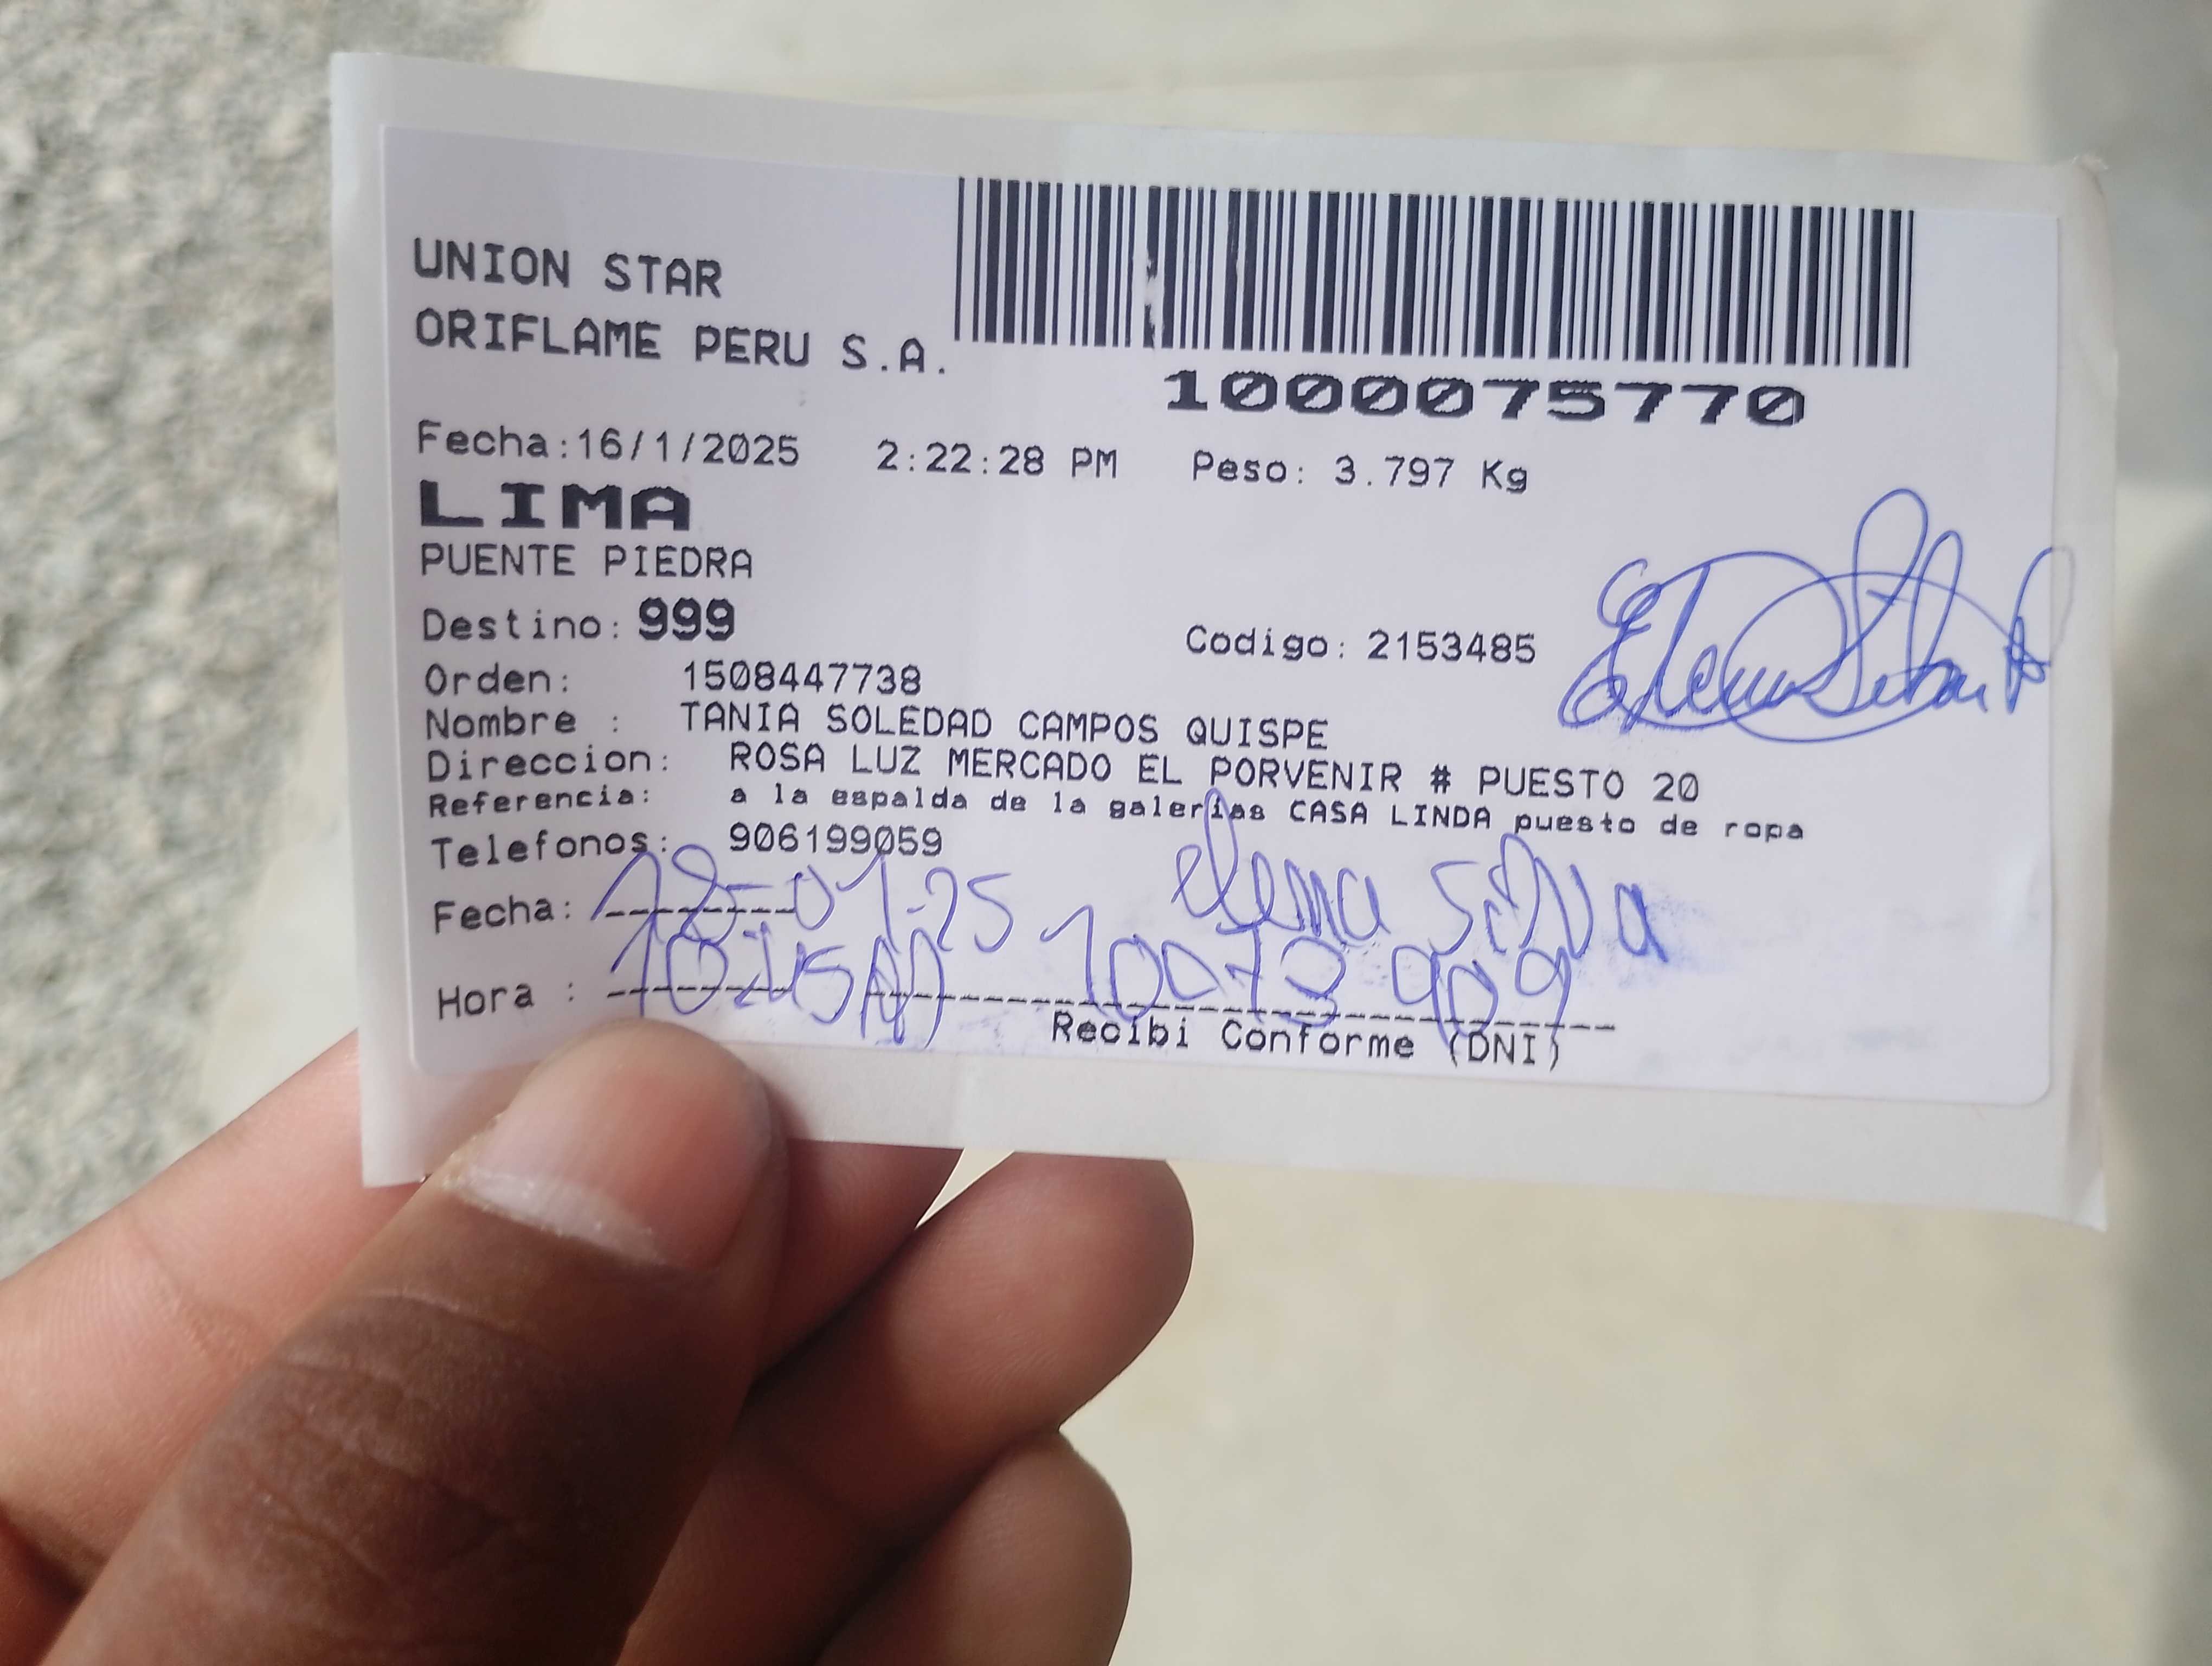 UNION STAR
ORIFLAME PERU S.A.
1000075770
Fecha:16/1/2025 2:22:28 PM Peso: 3.797 Kg
LIMA
PUENTE PIEDRA
Destino: 999
Codigo: 2153485
Orden: 1508447738
Nombre : TANIA SOLEDAD CAMPOS QUISPE
Direccion: ROSA LUZ MERCADO EL PORVENIR # PUESTO 20
Referencia: a la espalda de la galerias CASA LINDA puesto de ropa
Telefonos: 906199059
Fecha: 18-01-25 elena Silva
Hora : 10:45 10073909
Recibi Conforme (DNI)